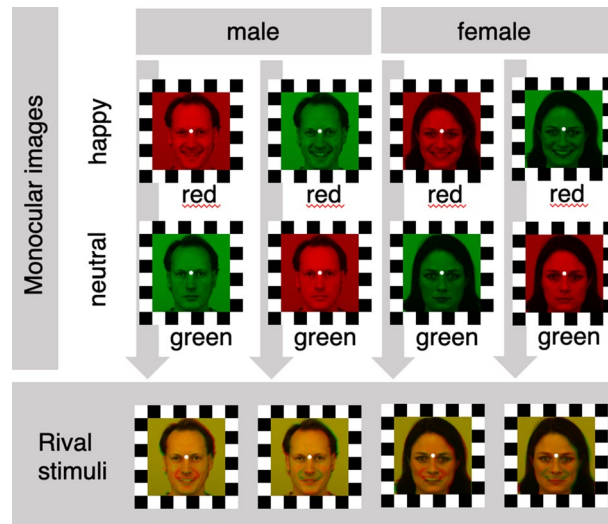 male
female
Monocular images
happy
red
red
red
red
neutral
green
green
green
green
Rival
stimuli